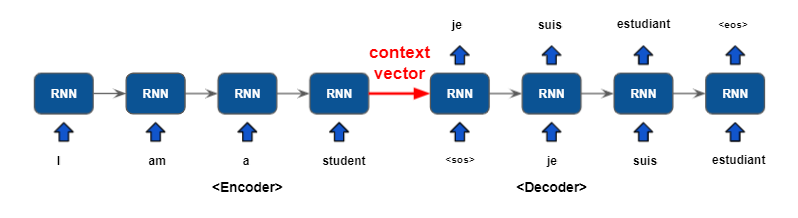 je suis estudiant <eos>
context
vector
RNN RNN RNN RNN RNN RNN RNN RNN
I am a student <sos> je suis estudiant
<Encoder> <Decoder>